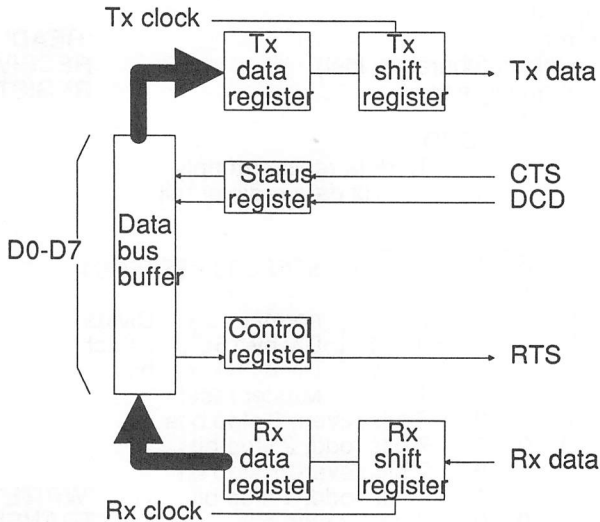 Tx clock
Tx
data
register
Tx
shift
register
Tx data
Status
register
CTS
DCD
D0-D7
Data
bus
buffer
Control
register
RTS
Rx
data
register
Rx
shift
register
Rx data
Rx clock